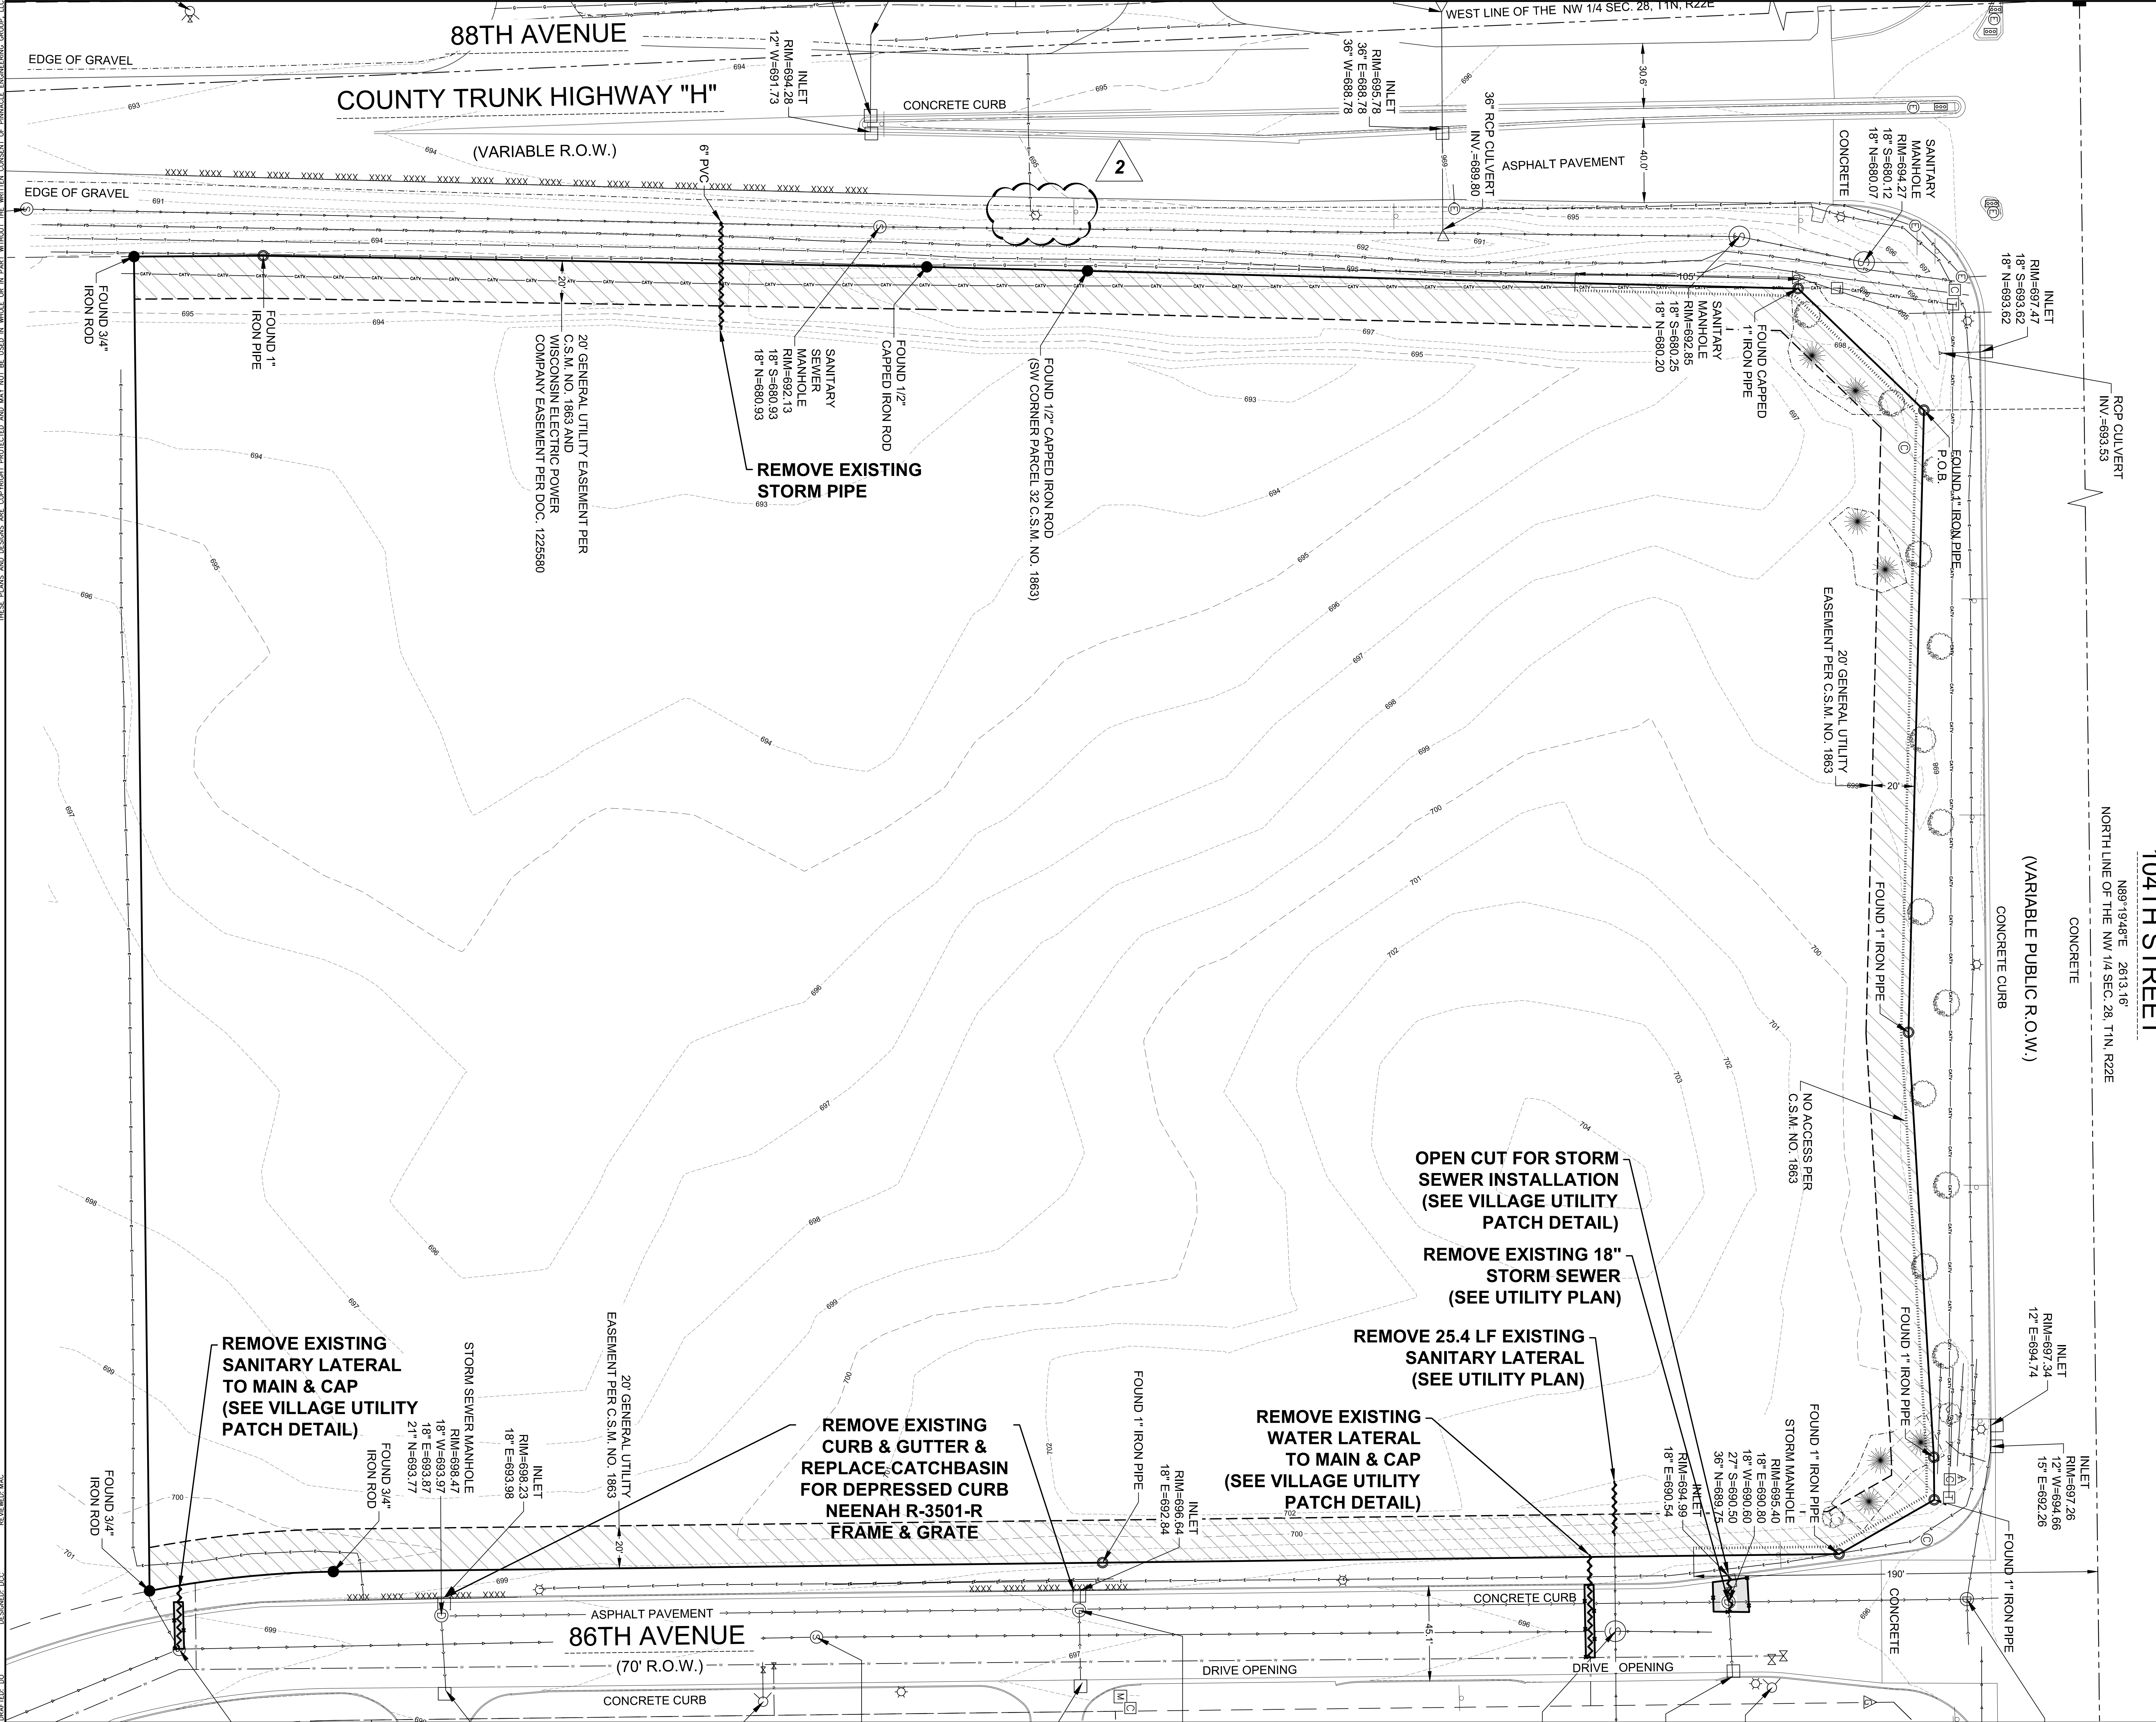 88TH AVENUE
EDGE OF GRAVEL
COUNTY TRUNK HIGHWAY "H"
(VARIABLE R.O.W.)
EDGE OF GRAVEL
WEST LINE OF THE NW 1/4 SEC. 28, T1N, R22E
INLET
RIM=694.28
12" W=691.73
CONCRETE CURB
INLET
RIM=695.78
36" E=688.78
36" W=688.78
36" RCP CULVERT
INV.=689.80
30.6'
40.0'
ASPHALT PAVEMENT
CONCRETE
2
6" PVC
SANITARY
MANHOLE
RIM=694.27
18" S=680.12
18" N=680.07
INLET
RIM=697.47
18" S=693.62
18" N=693.62
RCP CULVERT
INV.=693.53
FOUND 3/4"
IRON ROD
FOUND 1"
IRON PIPE
20'
20' GENERAL UTILITY EASEMENT PER
C.S.M. NO. 1863 AND
WISCONSIN ELECTRIC POWER
COMPANY EASEMENT PER DOC. 1225580
REMOVE EXISTING
STORM PIPE
SANITARY
SEWER
MANHOLE
RIM=692.13
18" S=680.93
18" N=680.93
FOUND 1/2"
CAPPED IRON ROD
FOUND 1/2" CAPPED IRON ROD
(SW CORNER PARCEL 32 C.S.M. NO. 1863)
105'
SANITARY
MANHOLE
RIM=692.85
18" S=680.25
18" N=680.20
FOUND CAPPED
1" IRON PIPE
FOUND 1" IRON PIPE
P.O.B.
20' GENERAL UTILITY
EASEMENT PER C.S.M. NO. 1863
20'
104TH STREET
N89°19'48"E 2613.16'
NORTH LINE OF THE NW 1/4 SEC. 28, T1N, R22E
CONCRETE
(VARIABLE PUBLIC R.O.W.)
CONCRETE CURB
FOUND 1" IRON PIPE
NO ACCESS PER
C.S.M. NO. 1863
FOUND 1" IRON PIPE
INLET
RIM=697.34
12" E=694.74
INLET
RIM=697.26
12" W=694.66
15" E=692.26
FOUND 1" IRON PIPE
OPEN CUT FOR STORM
SEWER INSTALLATION
(SEE VILLAGE UTILITY
PATCH DETAIL)
REMOVE EXISTING 18"
STORM SEWER
(SEE UTILITY PLAN)
REMOVE 25.4 LF EXISTING
SANITARY LATERAL
(SEE UTILITY PLAN)
REMOVE EXISTING
WATER LATERAL
TO MAIN & CAP
(SEE VILLAGE UTILITY
PATCH DETAIL)
FOUND 1" IRON PIPE
STORM MANHOLE
RIM=695.40
18" E=690.80
18" W=690.60
27" S=690.50
36" N=689.75
INLET
RIM=694.99
18" E=690.54
FOUND 1" IRON PIPE
INLET
RIM=696.64
18" E=692.84
REMOVE EXISTING
CURB & GUTTER &
REPLACE CATCHBASIN
FOR DEPRESSED CURB
NEENAH R-3501-R
FRAME & GRATE
20' GENERAL UTILITY
EASEMENT PER C.S.M. NO. 1863
20'
INLET
RIM=698.23
18" E=693.98
STORM SEWER MANHOLE
RIM=698.47
18" W=693.97
18" E=693.87
21" N=693.77
REMOVE EXISTING
SANITARY LATERAL
TO MAIN & CAP
(SEE VILLAGE UTILITY
PATCH DETAIL)
FOUND 3/4"
IRON ROD
FOUND 3/4"
IRON ROD
ASPHALT PAVEMENT
86TH AVENUE
(70' R.O.W.)
CONCRETE CURB
CONCRETE CURB
45.1'
190'
CONCRETE
DRIVE OPENING
DRIVE OPENING